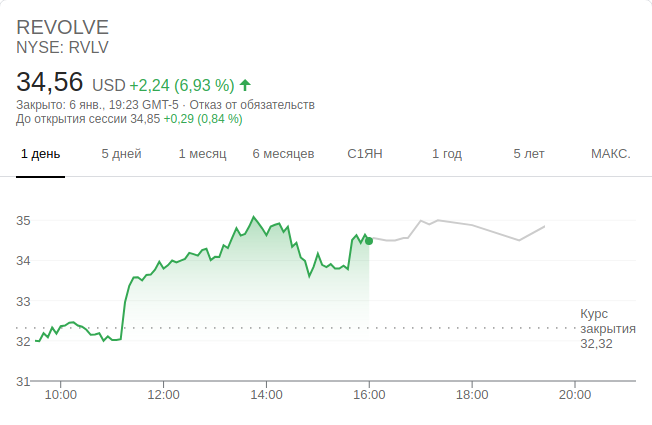 REVOLVE
NYSE: RVLV
34,56 USD +2,24 (6,93 %)
Закрыто: 6 янв., 19:23 GMT-5 · Отказ от обязательств
До открытия сессии 34,85 +0,29 (0,84 %)
1 день 5 дней 1 месяц 6 месяцев С1ЯН 1 год 5 лет МАКС.
35
34
33
32
31
Курс
закрытия
32,32
10:00 12:00 14:00 16:00 18:00 20:00